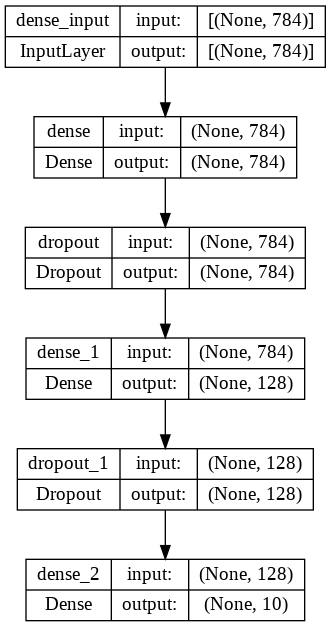 dense_input input: [(None, 784)]
InputLayer output: [(None, 784)]
dense input: (None, 784)
Dense output: (None, 784)
dropout input: (None, 784)
Dropout output: (None, 784)
dense_1 input: (None, 784)
Dense output: (None, 128)
dropout_1 input: (None, 128)
Dropout output: (None, 128)
dense_2 input: (None, 128)
Dense output: (None, 10)